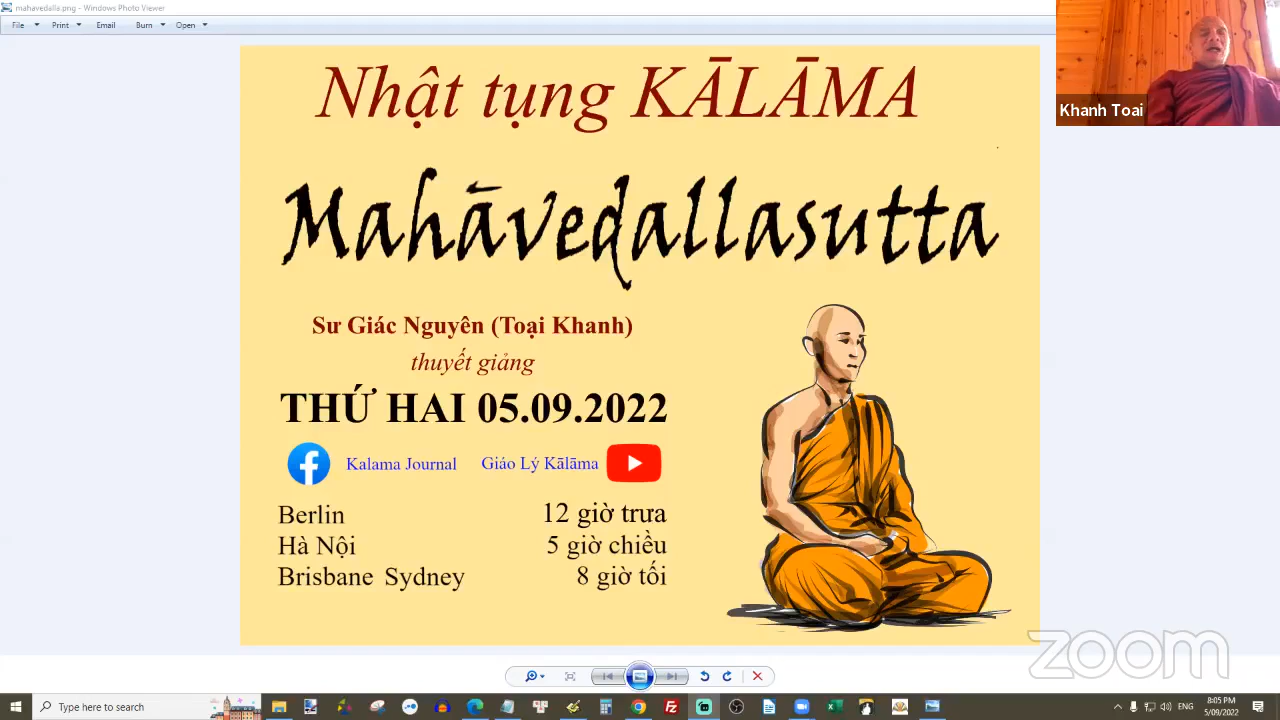 mahavedalla.png - Windows Photo Viewer
File Print Email Burn Open
Khanh Toai
Nhật tụng KĀLĀMA
Mahāvedallasutta
Sư Giác Nguyên (Toại Khanh)
thuyết giảng
THỨ HAI 05.09.2022
Kalama Journal Giáo Lý Kālāma
Berlin 12 giờ trưa
Hà Nội 5 giờ chiều
Brisbane Sydney 8 giờ tối
zoom
Type here to search
ENG
8:05 PM
5/09/2022